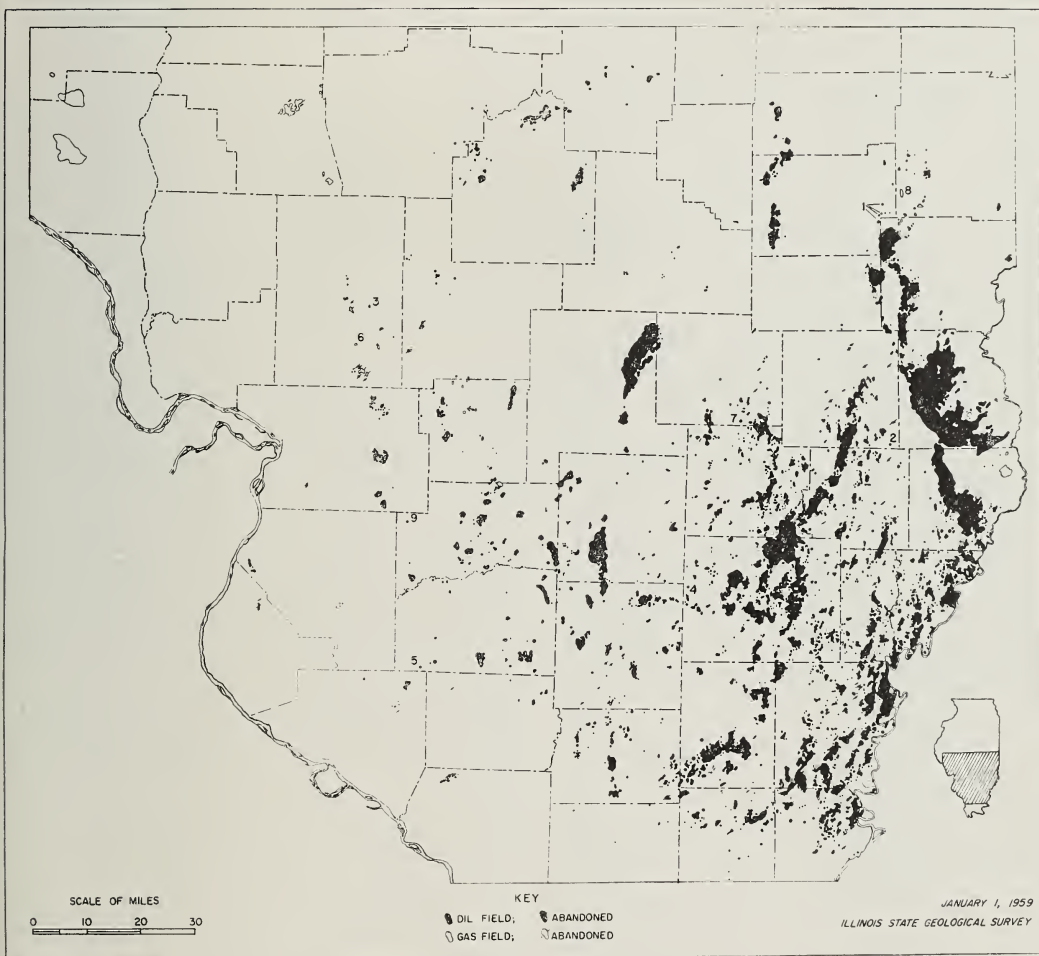 8
3
6
7
2
9
4
5
SCALE OF MILES
0 10 20 30
KEY
OIL FIELD; ABANDONED
GAS FIELD; ABANDONED
JANUARY 1, 1959
ILLINOIS STATE GEOLOGICAL SURVEY